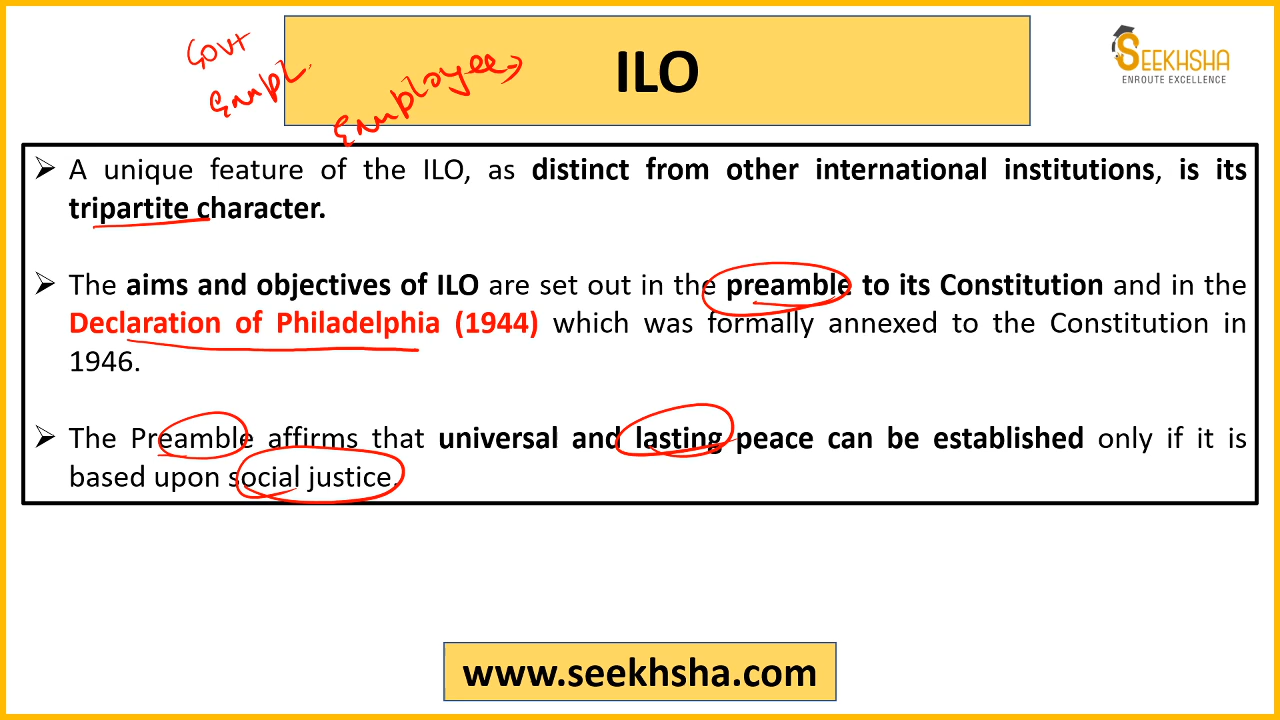 Govt
Empl.
Employees
ILO
SEEKHSHA
ENROUTE EXCELLENCE
➢ A unique feature of the ILO, as distinct from other international institutions, is its
tripartite character.
➢ The aims and objectives of ILO are set out in the preamble to its Constitution and in the
Declaration of Philadelphia (1944) which was formally annexed to the Constitution in
1946.
➢ The Preamble affirms that universal and lasting peace can be established only if it is
based upon social justice.
www.seekhsha.com